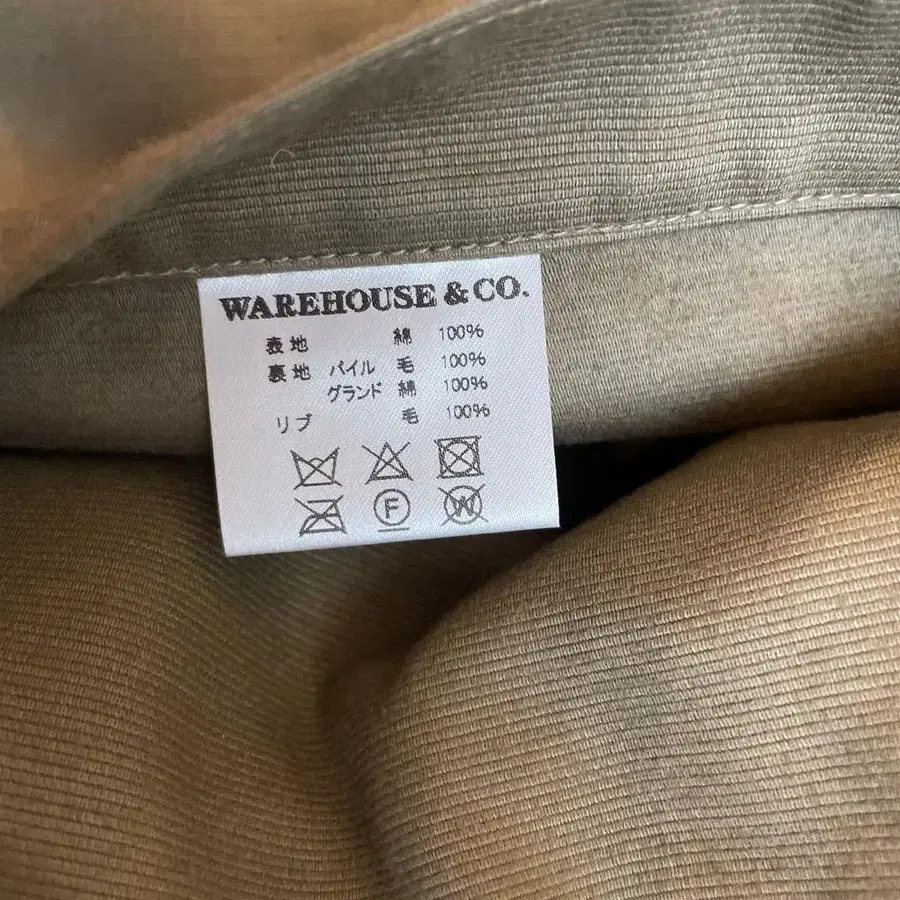 WAREHOUSE & CO.
表地 綿 100%
裏地 パイル 毛 100%
グランド 綿 100%
リブ 毛 100%
F W